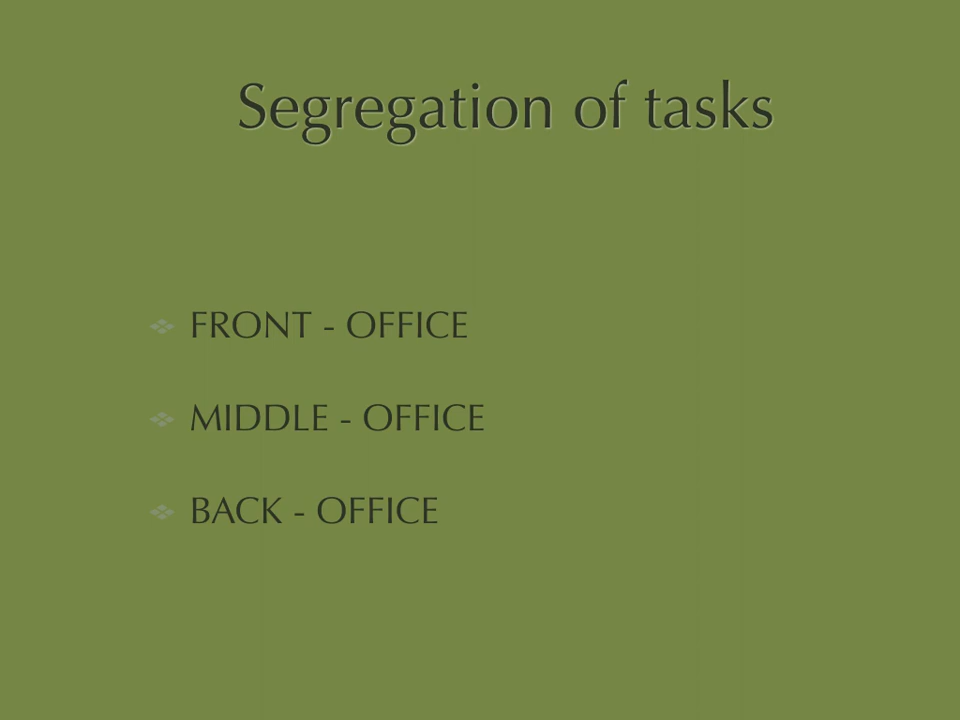 Segregation of tasks
FRONT - OFFICE
MIDDLE - OFFICE
BACK - OFFICE